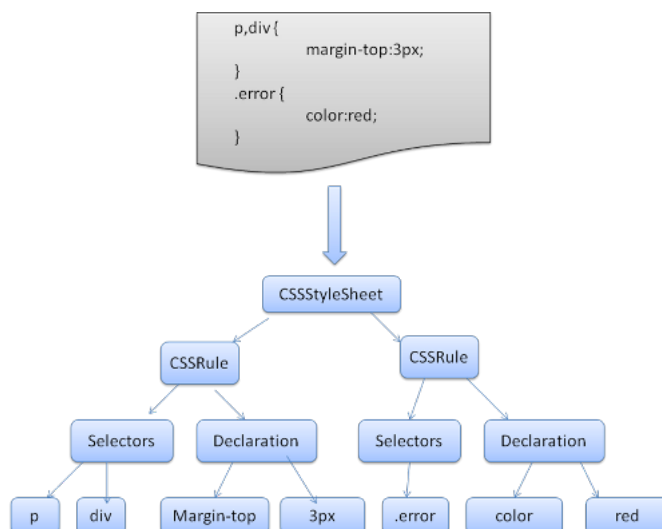 p,div {
margin-top:3px;
}
.error {
color:red;
}
CSSStyleSheet
CSSRule
CSSRule
Selectors Declaration Selectors Declaration
p div Margin-top 3px .error color red